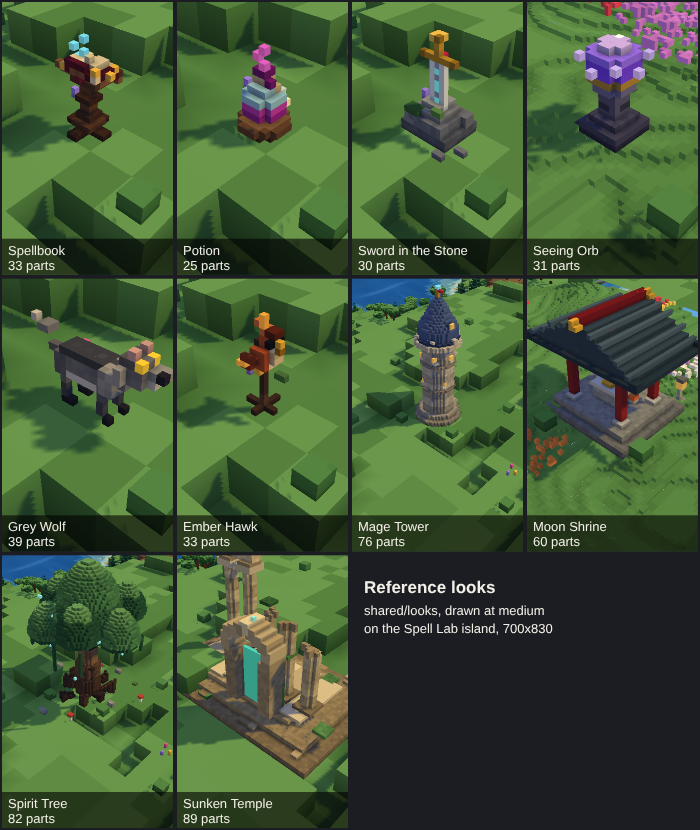 Spellbook
33 parts
Potion
25 parts
Sword in the Stone
30 parts
Seeing Orb
31 parts
Grey Wolf
39 parts
Ember Hawk
33 parts
Mage Tower
76 parts
Moon Shrine
60 parts
Spirit Tree
82 parts
Sunken Temple
89 parts
Reference looks
shared/looks, drawn at medium
on the Spell Lab island, 700x830